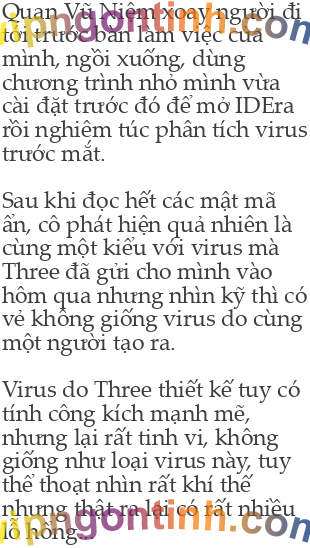 Quan Vũ Niệm xoay người đi
tới trước bàn làm việc của
mình, ngồi xuống, dùng
chương trình nhỏ mình vừa
cài đặt trước đó để mở IDEra
rồi nghiêm túc phân tích virus
trước mắt.
Sau khi đọc hết các mật mã
ẩn, cô phát hiện quả nhiên là
cùng một kiểu với virus mà
Three đã gửi cho mình vào
hôm qua nhưng nhìn kỹ thì có
vẻ không giống virus do cùng
một người tạo ra.
Virus do Three thiết kế tuy có
tính công kích mạnh mẽ,
nhưng lại rất tinh vi, không
giống như loại virus này, tuy
thể thoạt nhìn rất khí thế
nhưng thật ra lại có rất nhiều
lỗ hổng...
vipngontinh.com
vipngontinh.com